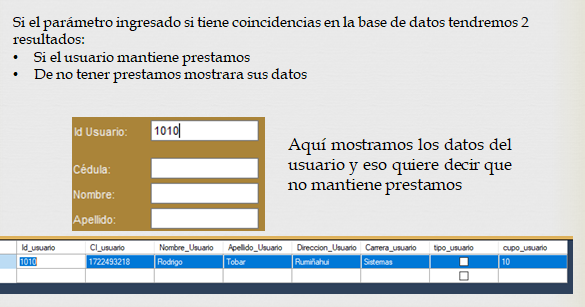 Si el parámetro ingresado si tiene coincidencias en la base de datos tendremos 2
resultados:
• Si el usuario mantiene prestamos
• De no tener prestamos mostrara sus datos
Id Usuario: 1010
Cédula:
Nombre:
Apellido:
Aquí mostramos los datos del
usuario y eso quiere decir que
no mantiene prestamos
Id_usuario CI_usuario Nombre_Usuario Apellido_Usuario Direccion_Usuario Carrera_usuario tipo_usuario cupo_usuario
1010 1722493218 Rodrigo Tobar Rumiñahui Sistemas 10